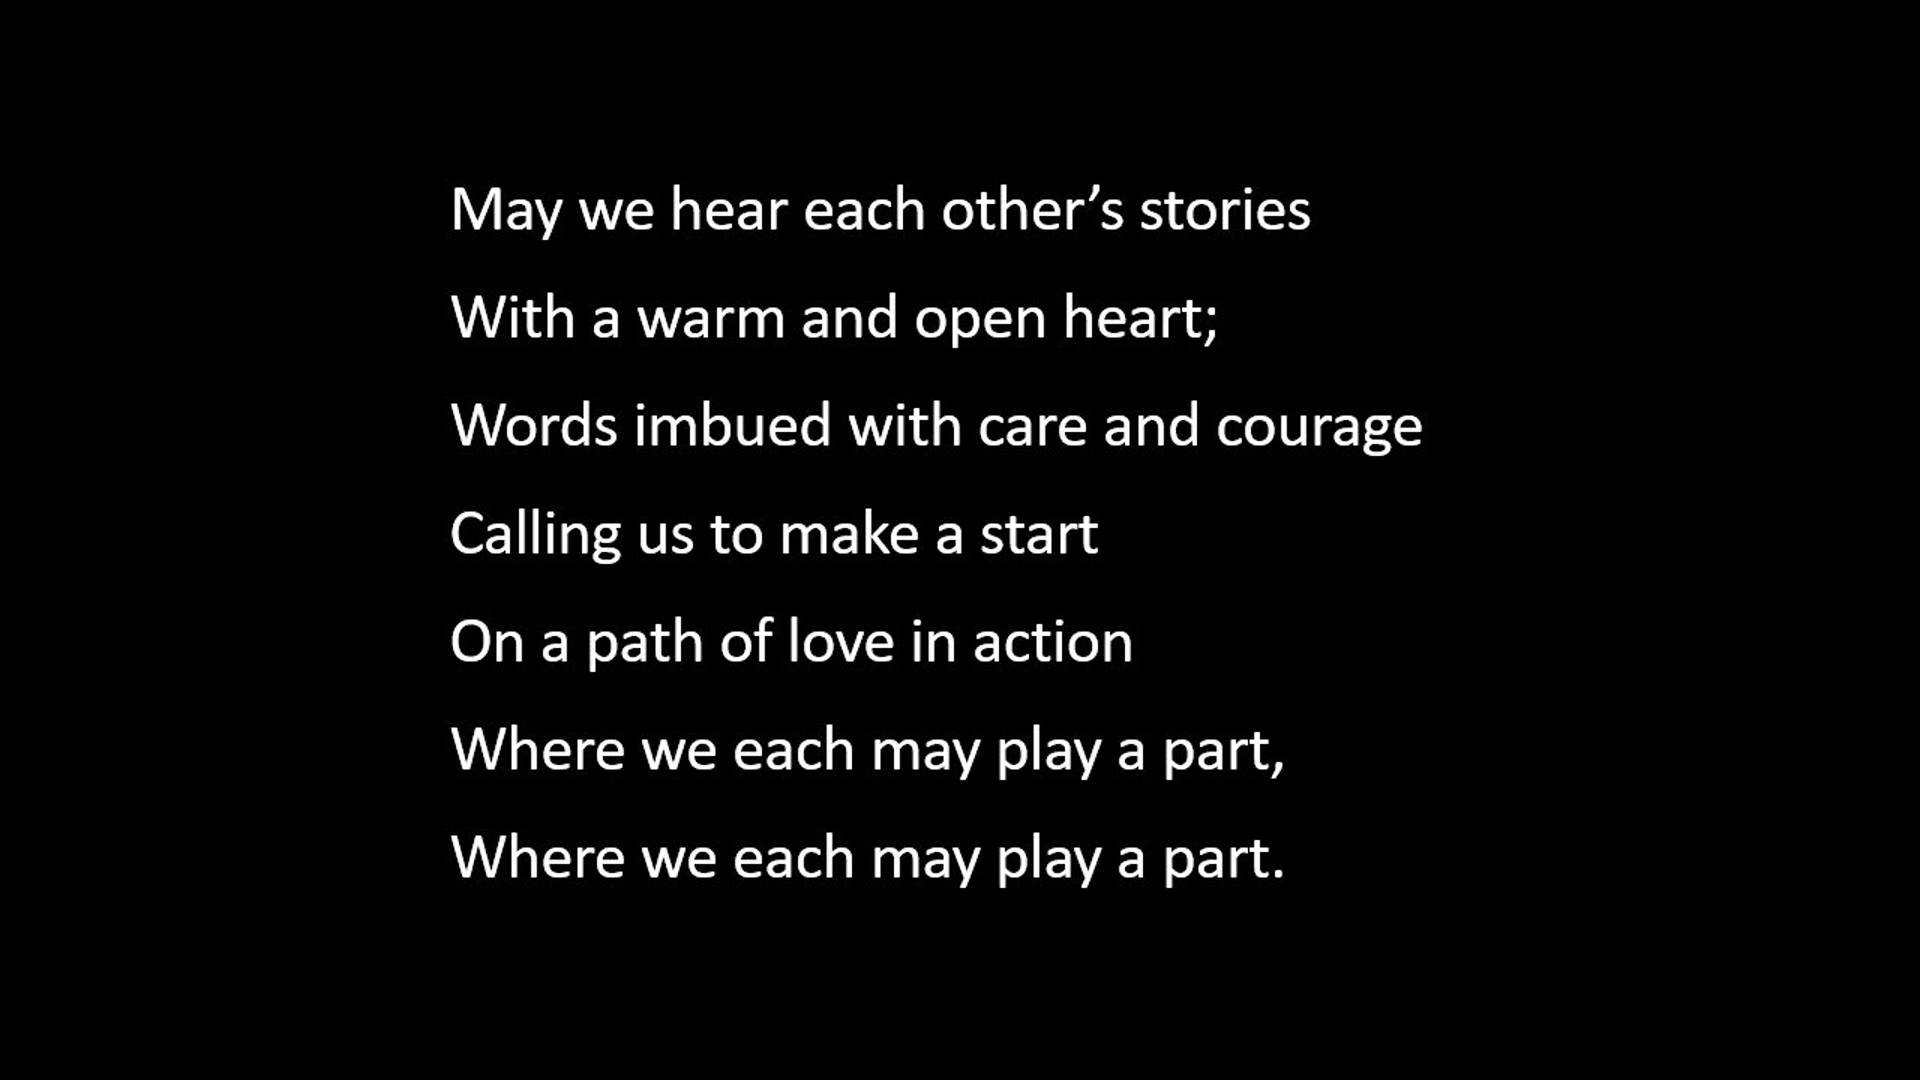 May we hear each other’s stories
With a warm and open heart;
Words imbued with care and courage
Calling us to make a start
On a path of love in action
Where we each may play a part,
Where we each may play a part.